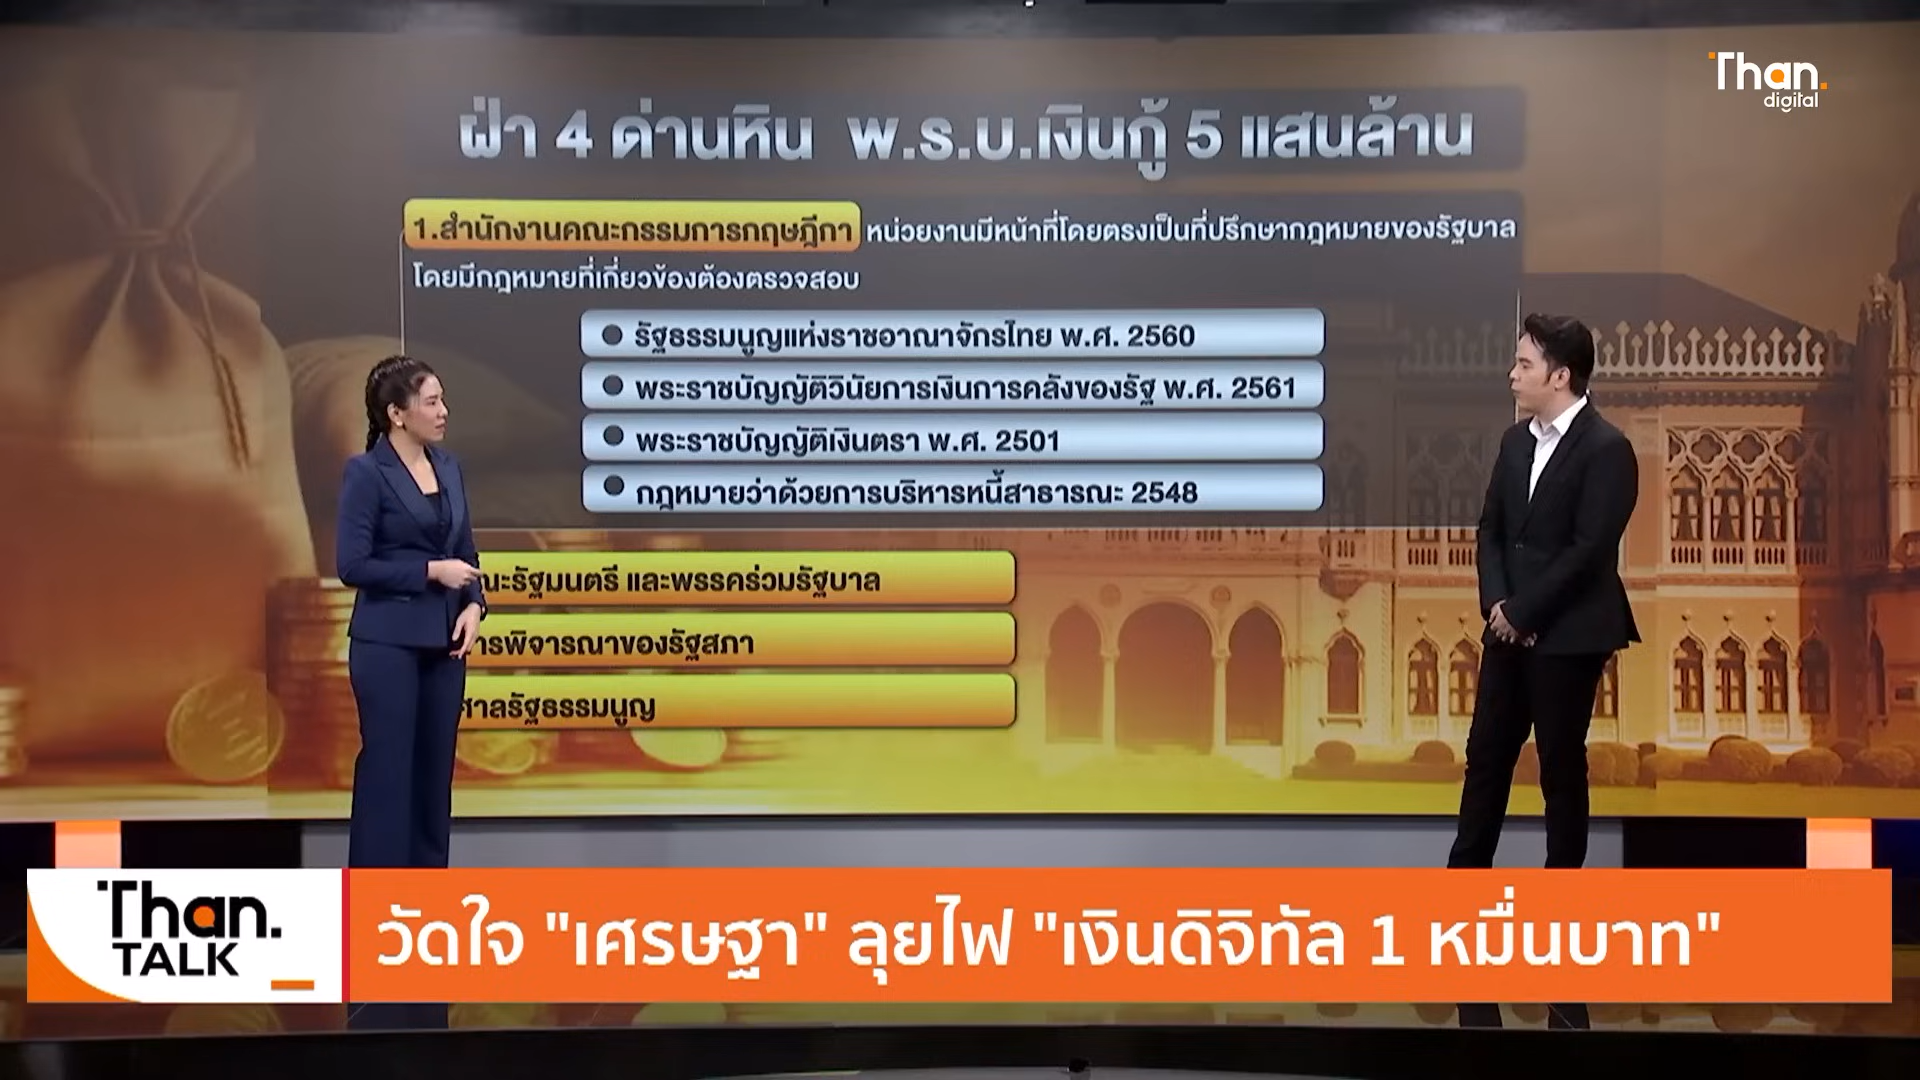 Than.
digital
ฝ่า 4 ด่านหิน พ.ร.บ.เงินกู้ 5 แสนล้าน
1.สำนักงานคณะกรรมการกฤษฎีกา หน่วยงานมีหน้าที่โดยตรงเป็นที่ปรึกษากฎหมายของรัฐบาล
โดยมีกฎหมายที่เกี่ยวข้องต้องตรวจสอบ
● รัฐธรรมนูญแห่งราชอาณาจักรไทย พ.ศ. 2560
● พระราชบัญญัติวินัยการเงินการคลังของรัฐ พ.ศ. 2561
● พระราชบัญญัติเงินตรา พ.ศ. 2501
● กฎหมายว่าด้วยการบริหารหนี้สาธารณะ 2548
ณะรัฐมนตรี และพรรคร่วมรัฐบาล
ารพิจารณาของรัฐสภา
ศาลรัฐธรรมนูญ
Than.
TALK
วัดใจ "เศรษฐา" ลุยไฟ "เงินดิจิทัล 1 หมื่นบาท"